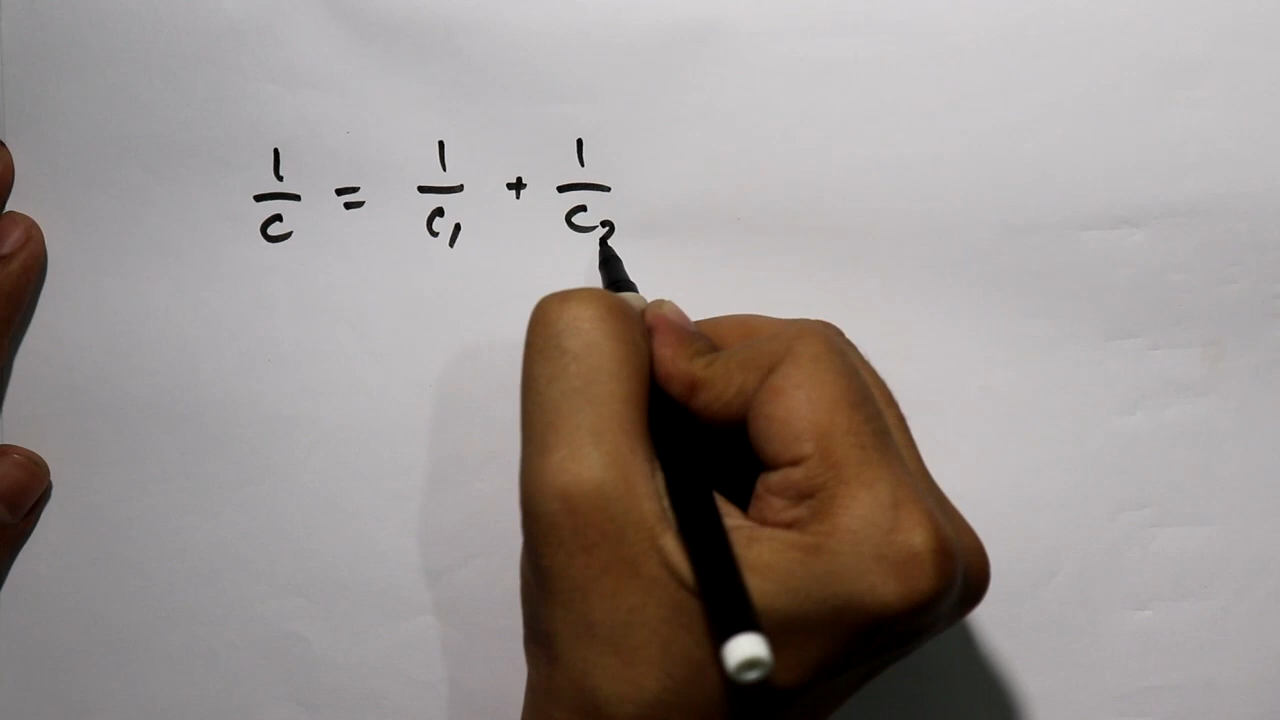 1/C = 1/C₁ + 1/C₂